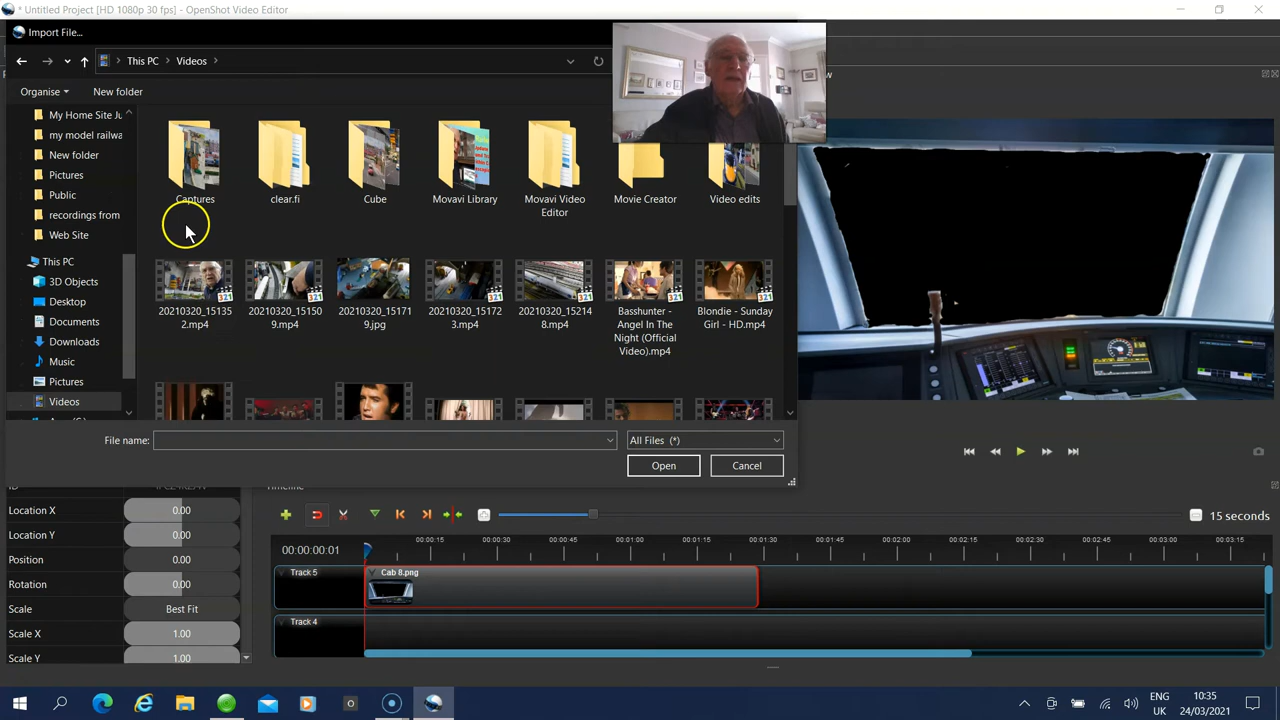 * Untitled Project [HD 1080p 30 fps] - OpenShot Video Editor
Import File...
This PC
Videos
Organise
New folder
My Home Site Ju
my model railwa
New folder
Pictures
Public
recordings from
Web Site
This PC
3D Objects
Desktop
Documents
Downloads
Music
Pictures
Videos
Captures
clear.fi
Cube
Movavi Library
Movavi Video
Editor
Movie Creator
Video edits
20210320_15135
2.mp4
20210320_15150
9.mp4
20210320_15171
9.jpg
20210320_15172
3.mp4
20210320_15214
8.mp4
Basshunter -
Angel In The
Night (Official
Video).mp4
Blondie - Sunday
Girl - HD.mp4
File name:
All Files (*)
Open
Cancel
Location X
0.00
Location Y
0.00
Position
0.00
Rotation
0.00
Scale
Best Fit
Scale X
1.00
Scale Y
1.00
Timeline
15 seconds
00:00:00:01
00:00:15
00:00:30
00:00:45
00:01:00
00:01:15
00:01:30
00:01:45
00:02:00
00:02:15
00:02:30
00:02:45
00:03:00
00:03:15
Track 5
Cab 8.png
Track 4
ENG
UK
10:35
24/03/2021